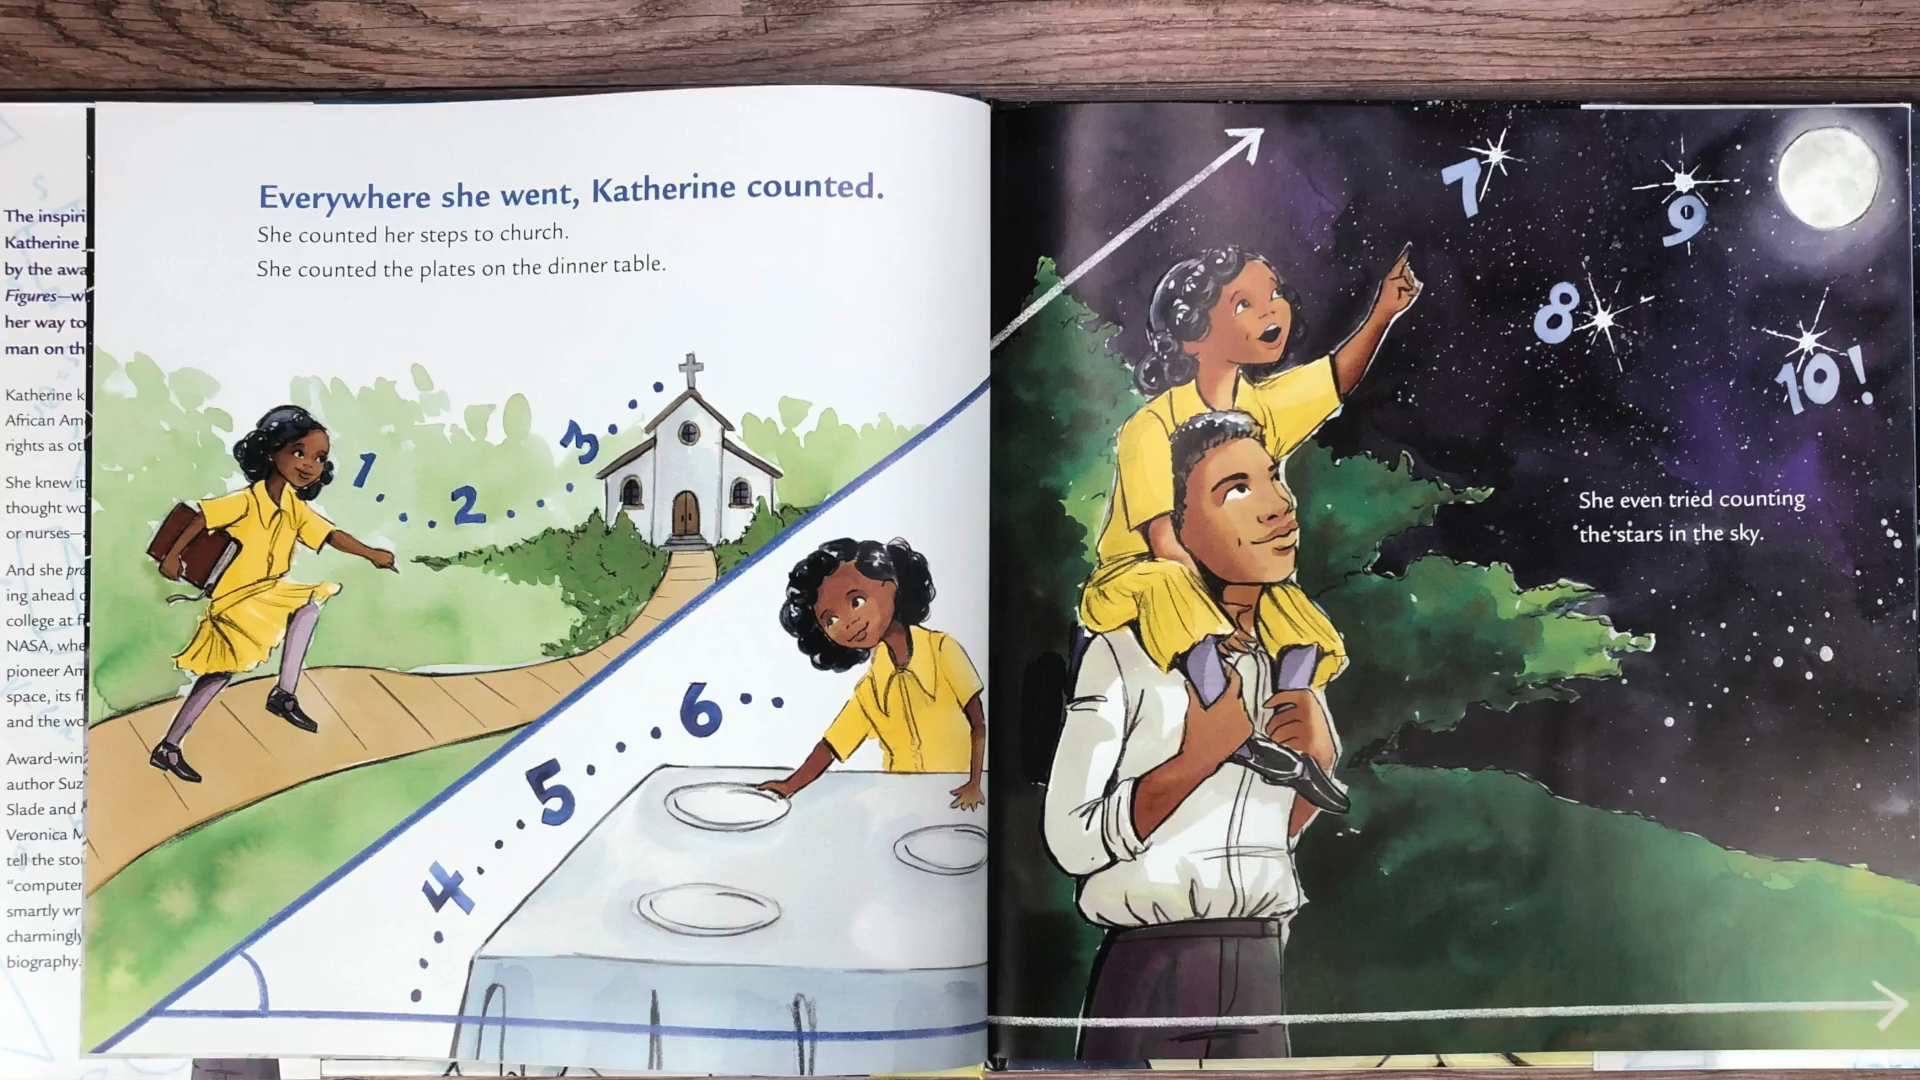 The inspiri
Katherine
by the awa
Figures—w
her way to
man on th
Katherine k
African Am
rights as ot
She knew it
thought wo
or nurses—
And she pro
ing ahead o
college at fi
NASA, whe
pioneer Am
space, its fi
and the wo
Award-win
author Suz
Slade and
Veronica M
tell the sto
“computer
smartly wr
charmingly
biography.
Everywhere she went, Katherine counted.
She counted her steps to church.
She counted the plates on the dinner table.
1 2 3
4 5 6
7 8 9 10!
She even tried counting
the stars in the sky.